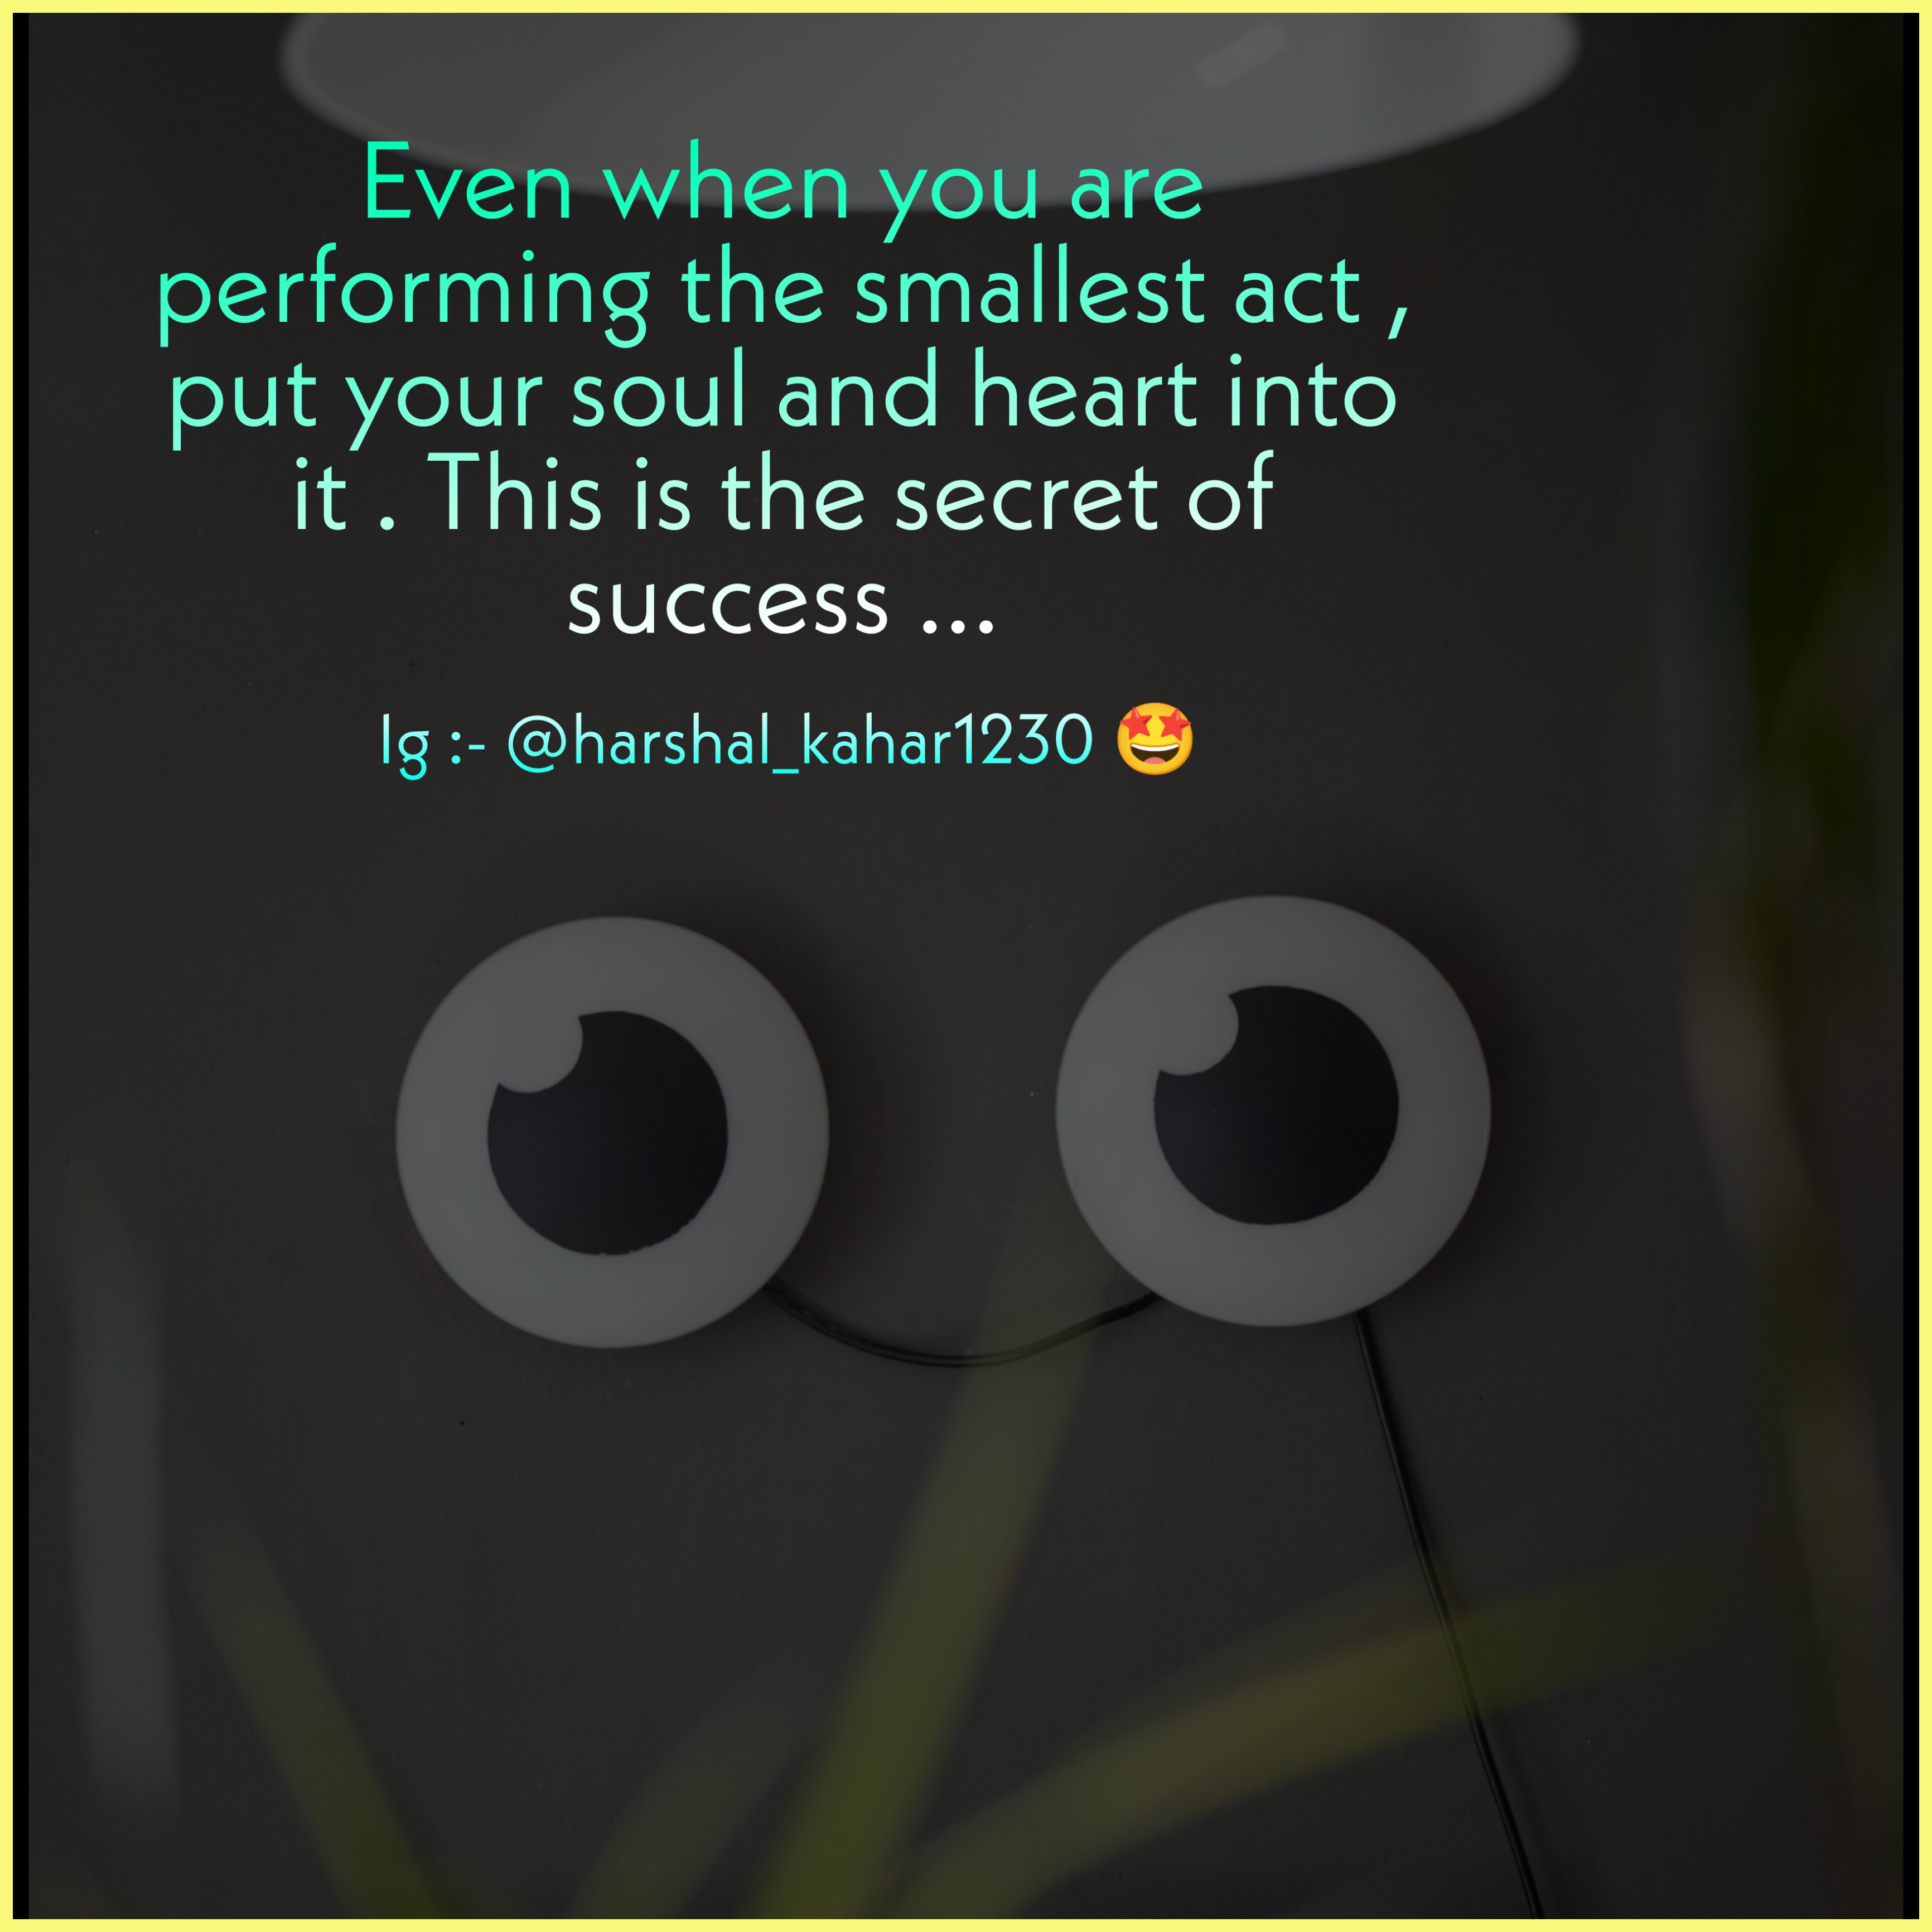 Even when you are
performing the smallest act ,
put your soul and heart into
it . This is the secret of
success ...
Ig :- @harshal_kahar1230 🤩